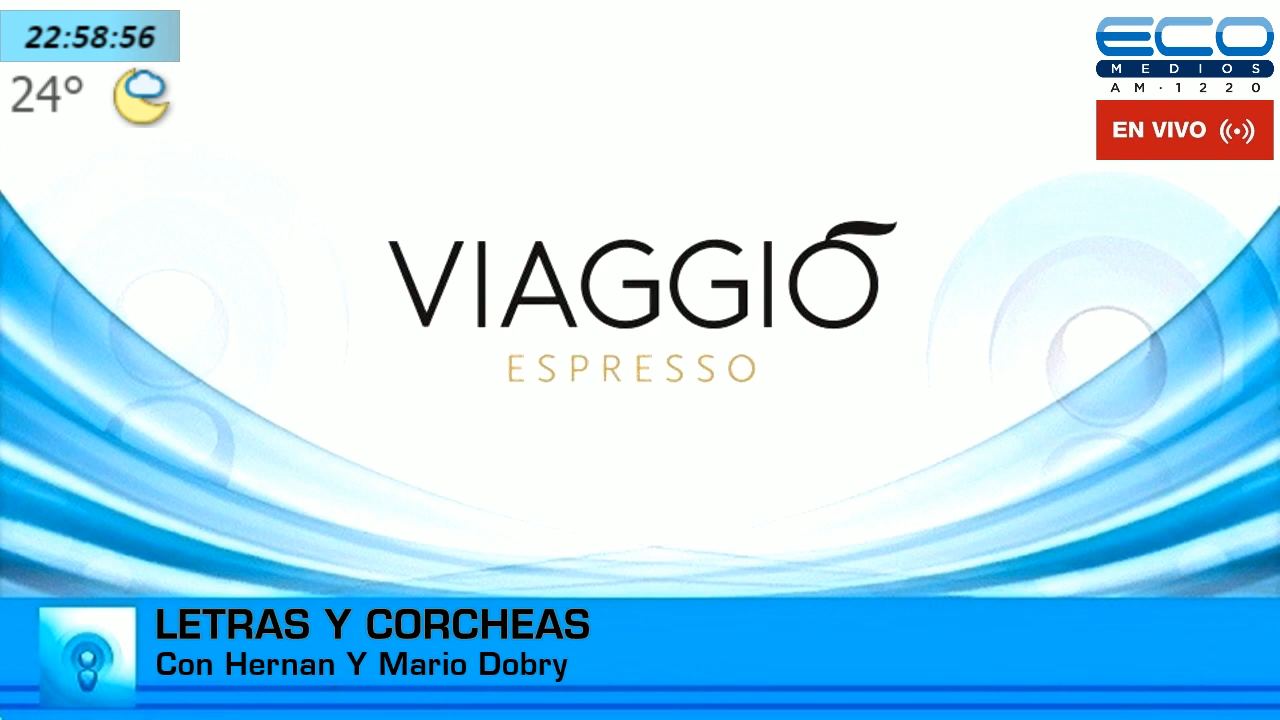 22:58:56
24°
ECO
MEDIOS
AM·1220
EN VIVO
VIAGGIO
ESPRESSO
LETRAS Y CORCHEAS
Con Hernan Y Mario Dobry